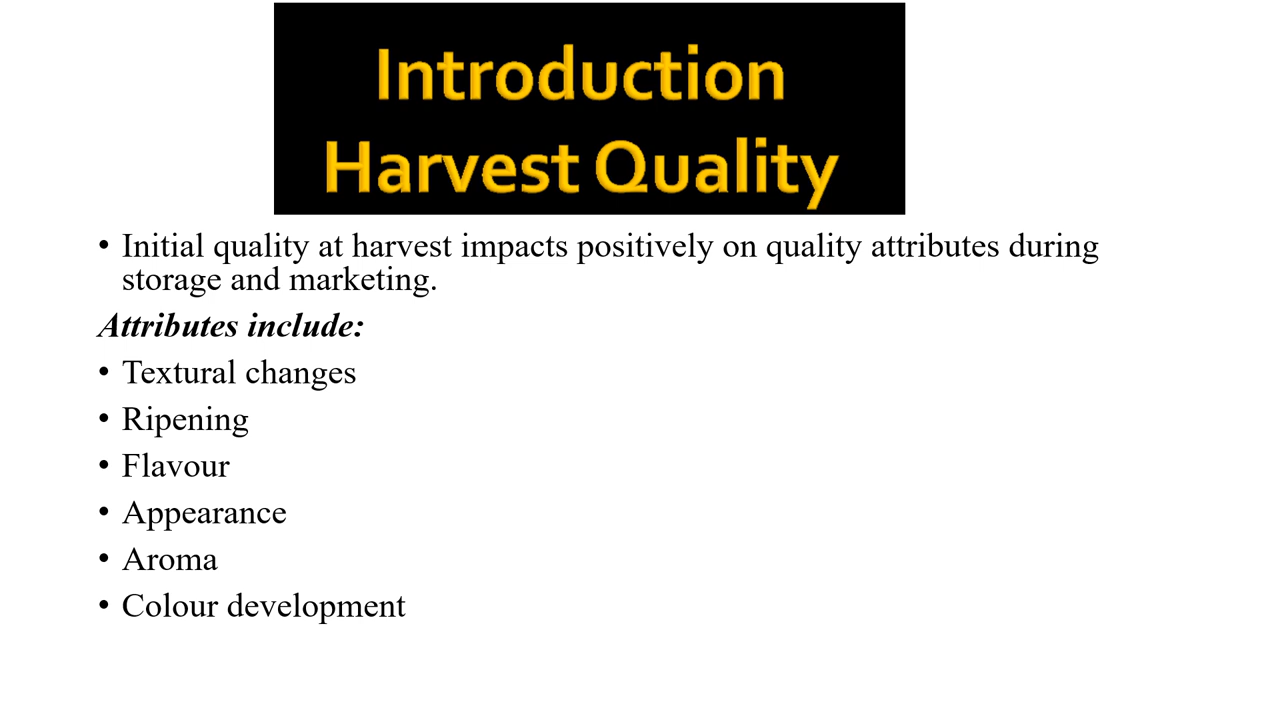 Introduction
Harvest Quality
• Initial quality at harvest impacts positively on quality attributes during
storage and marketing.
Attributes include:
• Textural changes
• Ripening
• Flavour
• Appearance
• Aroma
• Colour development